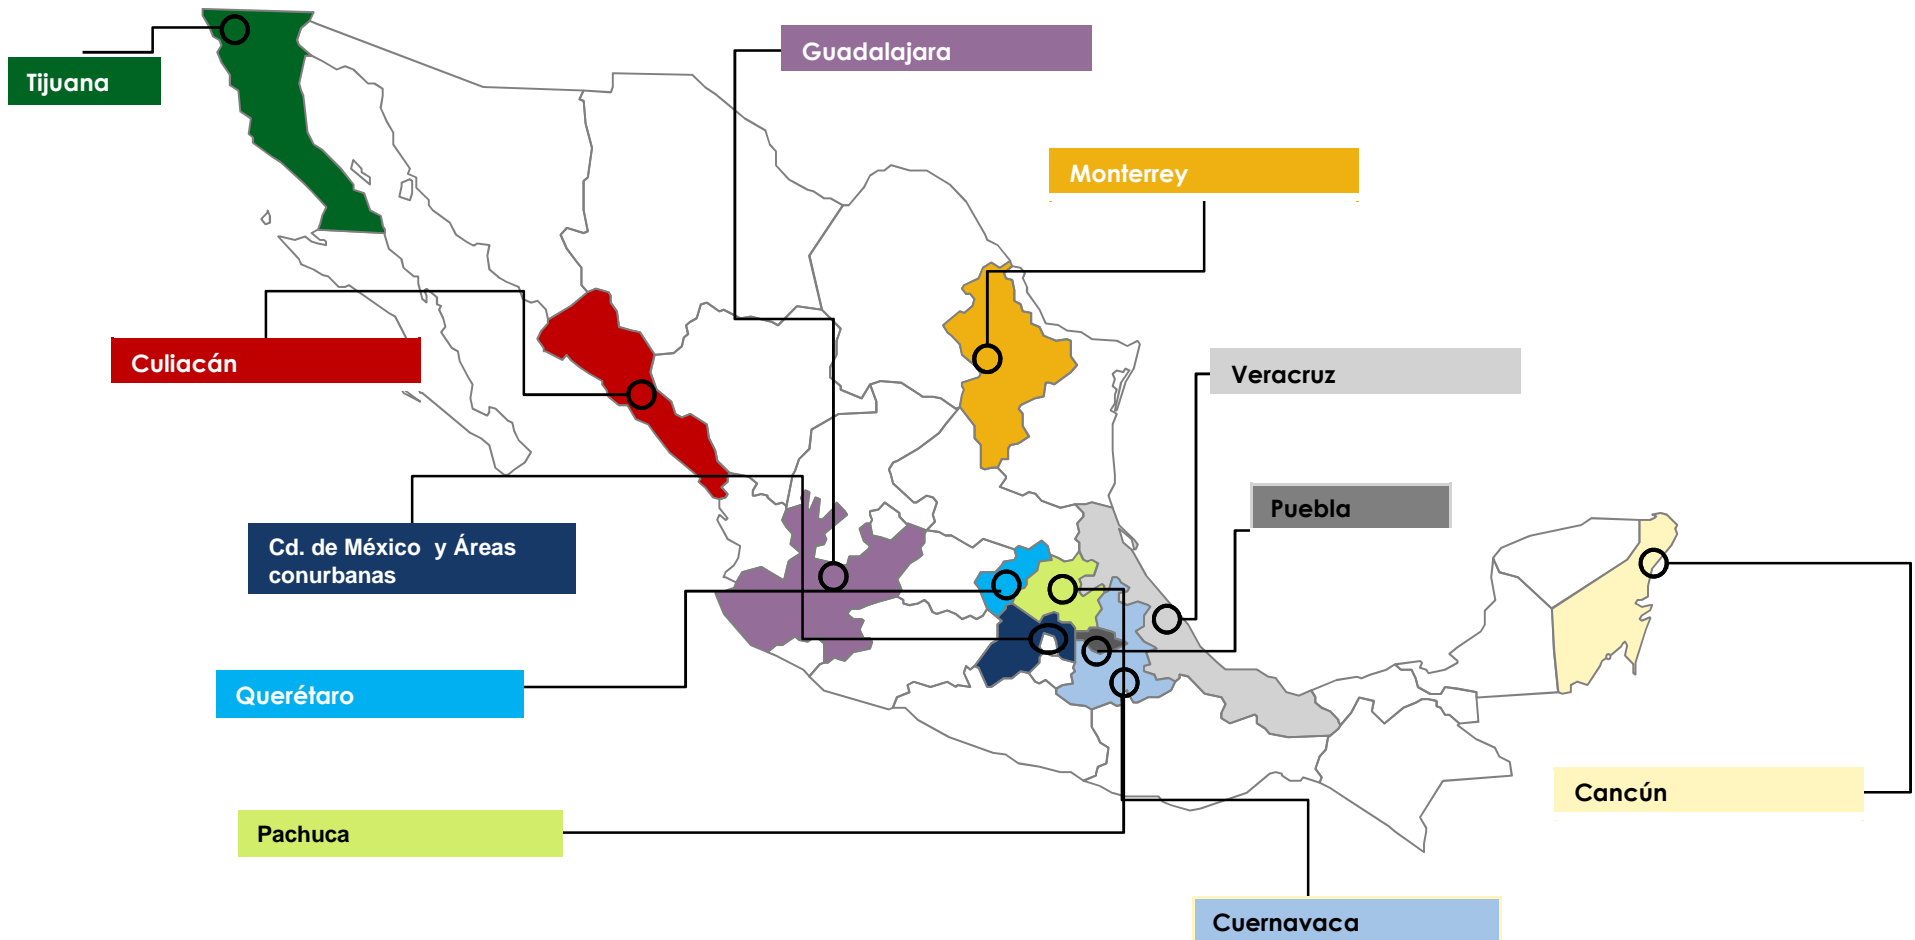 Guadalajara
Tijuana
Monterrey
Culiacán
Veracruz
Puebla
Cd. de México y Áreas
conurbanas
Querétaro
Cancún
Pachuca
Cuernavaca